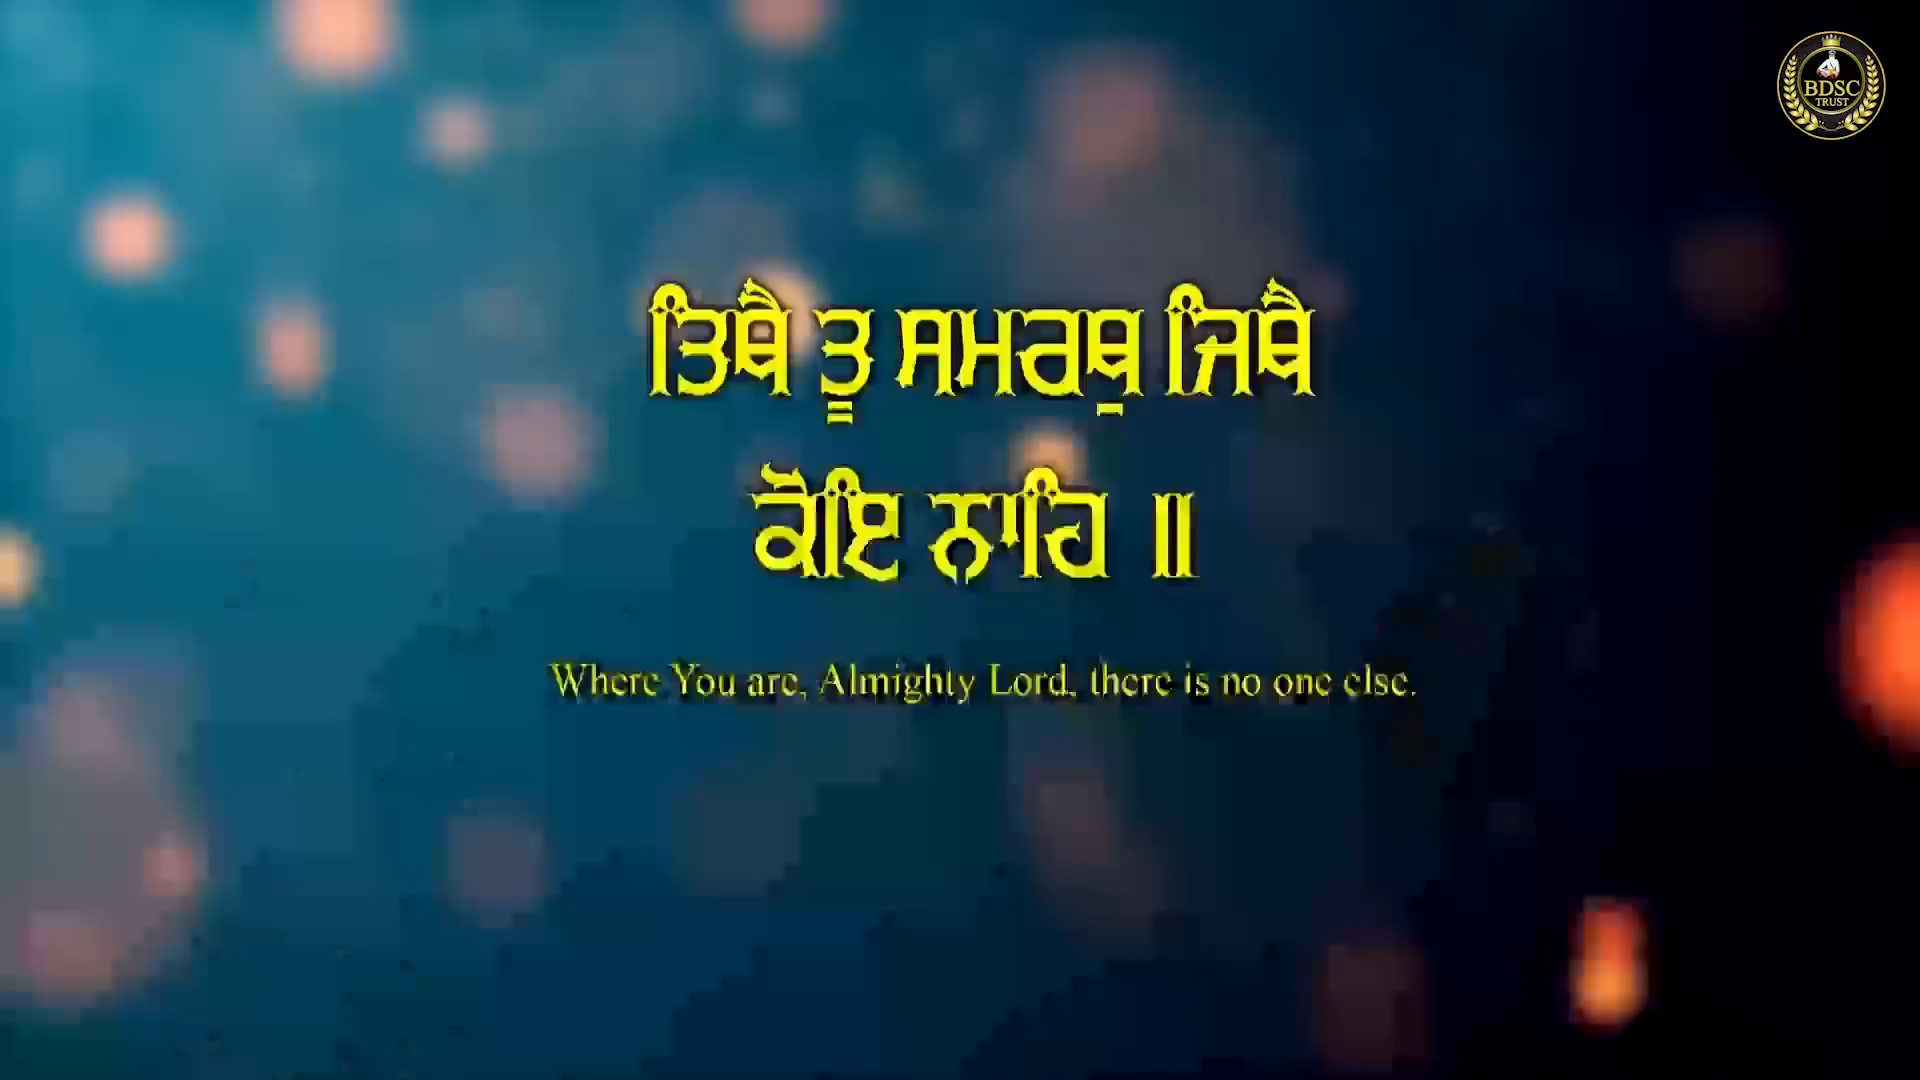 BDSC
TRUST
ਤਿਥੈ ਤੂ ਸਮਰਥੁ ਜਿਥੈ
ਕੋਇ ਨਾਹਿ ॥
Where You are, Almighty Lord, there is no one else.